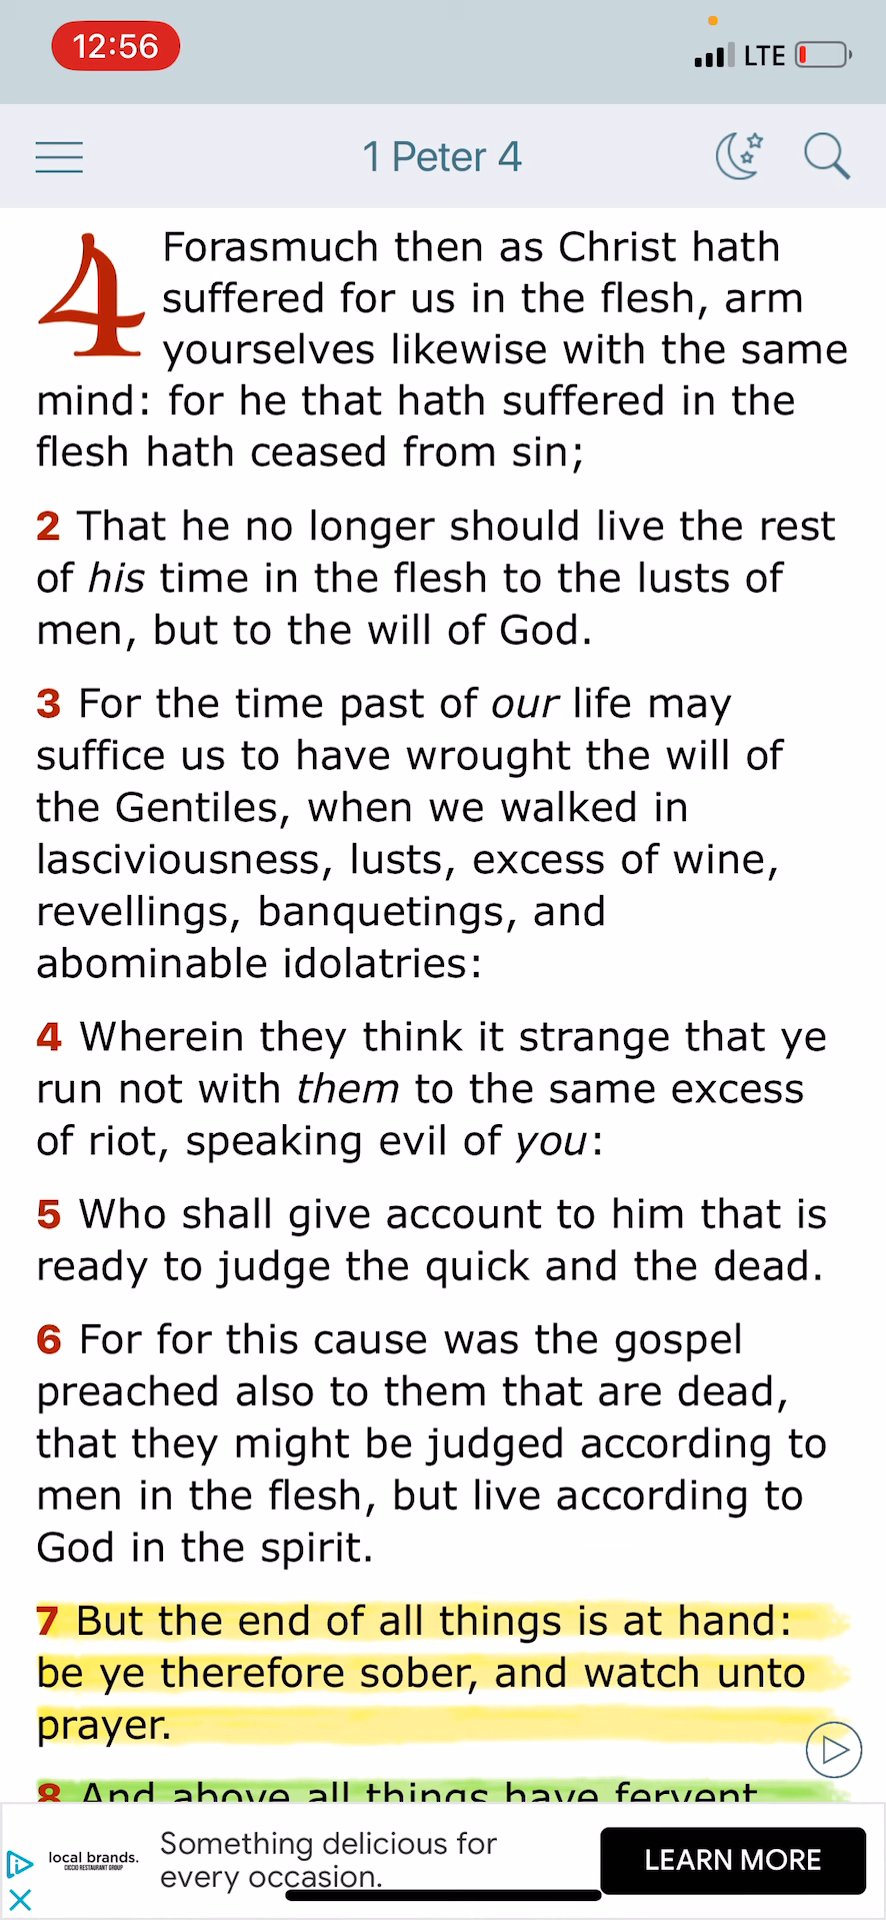 12:56
LTE
1 Peter 4
4 Forasmuch then as Christ hath
suffered for us in the flesh, arm
yourselves likewise with the same
mind: for he that hath suffered in the
flesh hath ceased from sin;
2 That he no longer should live the rest
of his time in the flesh to the lusts of
men, but to the will of God.
3 For the time past of our life may
suffice us to have wrought the will of
the Gentiles, when we walked in
lasciviousness, lusts, excess of wine,
revellings, banquetings, and
abominable idolatries:
4 Wherein they think it strange that ye
run not with them to the same excess
of riot, speaking evil of you:
5 Who shall give account to him that is
ready to judge the quick and the dead.
6 For for this cause was the gospel
preached also to them that are dead,
that they might be judged according to
men in the flesh, but live according to
God in the spirit.
7 But the end of all things is at hand:
be ye therefore sober, and watch unto
prayer.
8 And above all things have fervent
local brands.
CICCIO RESTAURANT GROUP
Something delicious for
every occasion.
LEARN MORE